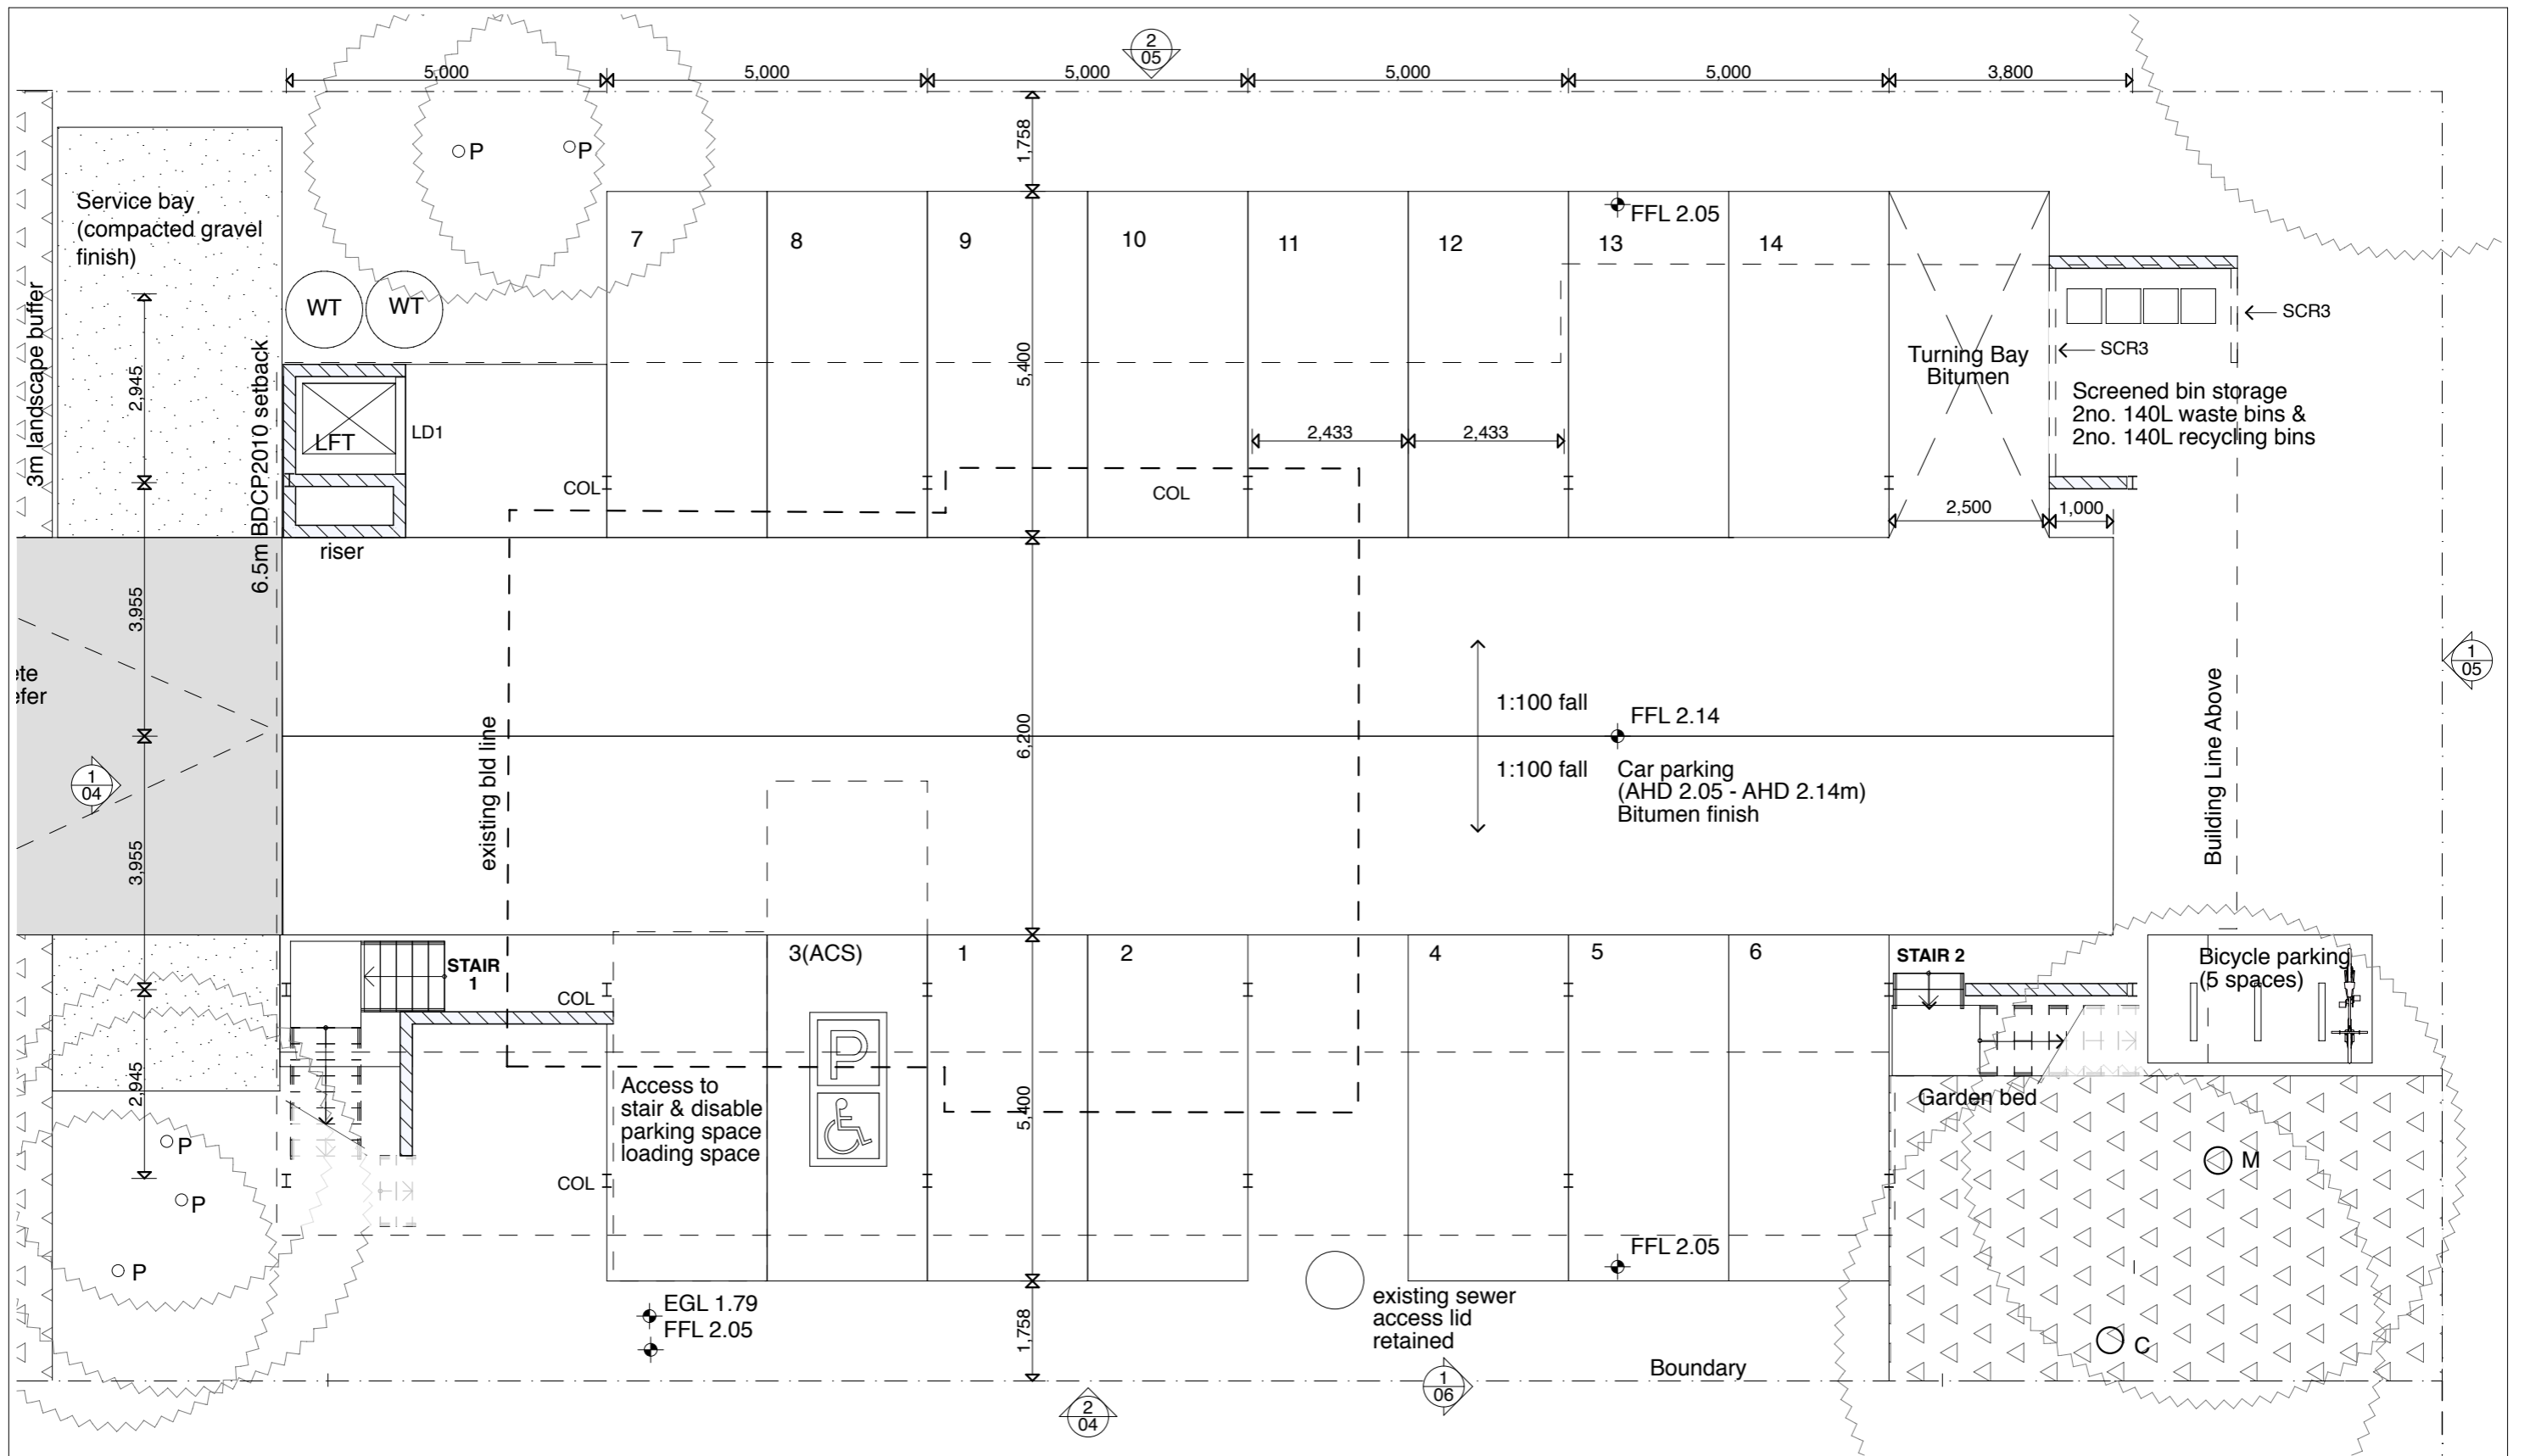 2
05
5,000
5,000
5,000
5,000
5,000
3,800
1,758
P
P
Service bay
(compacted gravel
finish)
3m landscape buffer
2,945
6.5m BDCP2010 setback
WT
WT
LFT
LD1
COL
riser
7
8
9
10
11
12
13
14
FFL 2.05
5,400
2,433
2,433
COL
Turning Bay
Bitumen
SCR3
SCR3
Screened bin storage
2no. 140L waste bins &
2no. 140L recycling bins
2,500
1,000
3,955
ete
efer
1
04
3,955
existing bld line
6,200
1:100 fall
1:100 fall
FFL 2.14
Car parking
(AHD 2.05 - AHD 2.14m)
Bitumen finish
Building Line Above
1
05
STAIR
1
COL
3(ACS)
1
2
4
5
6
STAIR 2
Bicycle parking
(5 spaces)
2,945
Access to
stair & disable
parking space
loading space
P
5,400
Garden bed
M
C
P
P
P
COL
FFL 2.05
EGL 1.79
FFL 2.05
1,758
existing sewer
access lid
retained
Boundary
2
04
1
06